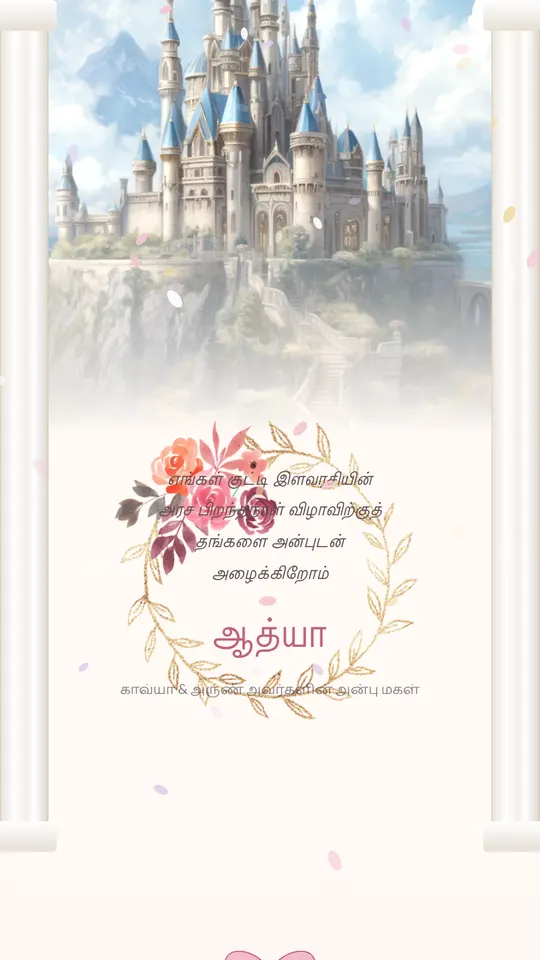 எங்கள் குட்டி இளவரசியின்
அரச பிறந்தநாள் விழாவிற்குத்
தங்களை அன்புடன்
அழைக்கிறோம்
ஆத்யா
காவ்யா & அருண் அவர்களின் அன்பு மகள்